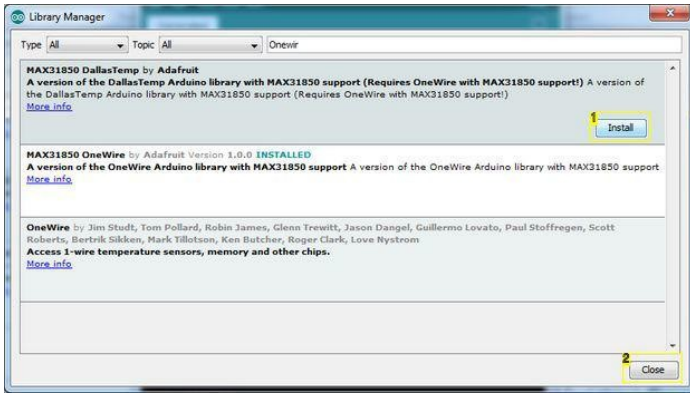 Library Manager
Type All Topic All Onewir
MAX31850 DallasTemp by Adafruit
A version of the DallasTemp Arduino library with MAX31850 support (Requires OneWire with MAX31850 support!) A version of
the DallasTemp Arduino library with MAX31850 support (Requires OneWire with MAX31850 support!)
More info
1
Install
MAX31850 OneWire by Adafruit Version 1.0.0 INSTALLED
A version of the OneWire Arduino library with MAX31850 support A version of the OneWire Arduino library with MAX31850 support
More info
OneWire by Jim Studt, Tom Pollard, Robin James, Glenn Trewitt, Jason Dangel, Guillermo Lovato, Paul Stoffregen, Scott
Roberts, Bertrik Sikken, Mark Tillotson, Ken Butcher, Roger Clark, Love Nystrom
Access 1-wire temperature sensors, memory and other chips.
More info
2
Close